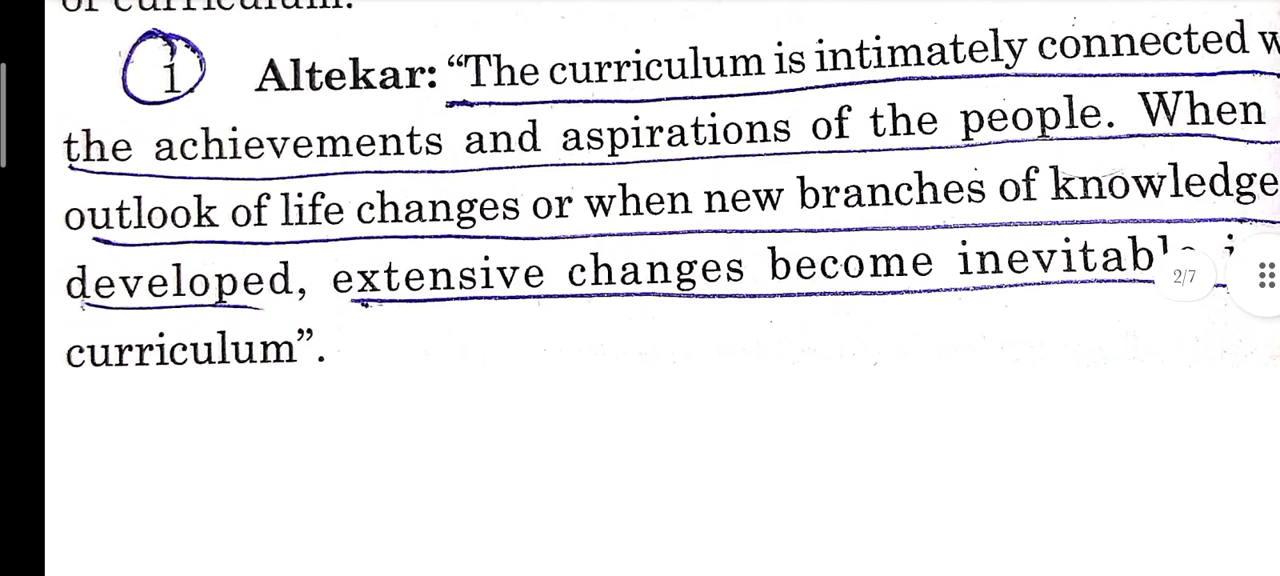 1. Altekar: “The curriculum is intimately connected
the achievements and aspirations of the people. When
outlook of life changes or when new branches of knowledge
developed, extensive changes become
2/7
curriculum”.